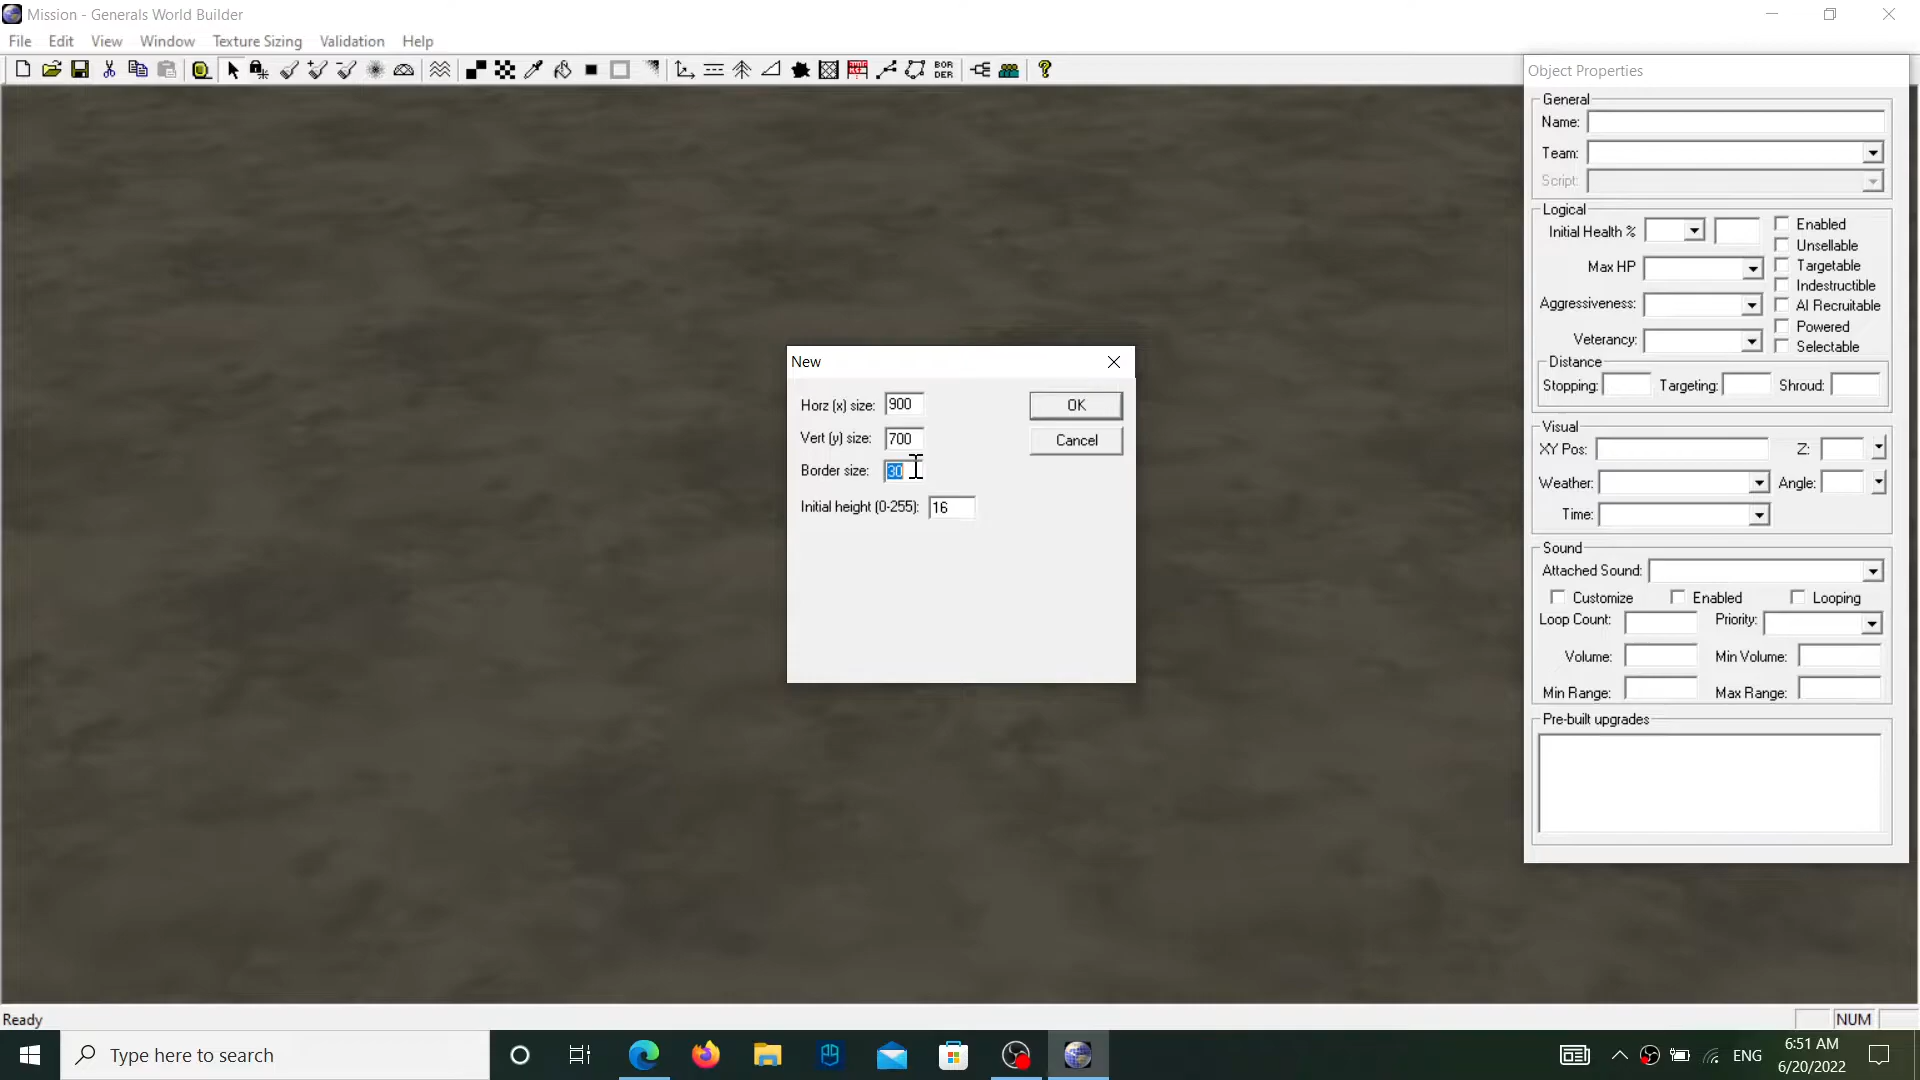 Mission - Generals World Builder
File Edit View Window Texture Sizing Validation Help
BOR
DER
Object Properties
General
Name:
Team:
Script:
Logical
Initial Health %
Enabled
Unsellable
Max HP
Targetable
Indestructible
Aggressiveness:
AI Recruitable
Powered
Veterancy:
Selectable
Distance
Stopping: Targeting: Shroud:
Visual
XY Pos: Z:
Weather: Angle:
Time:
Sound
Attached Sound:
Customize Enabled Looping
Loop Count: Priority:
Volume: Min Volume:
Min Range: Max Range:
Pre-built upgrades
New
Horz (x) size: 900 OK
Vert (y) size: 700 Cancel
Border size: 30
Initial height (0-255): 16
Ready NUM
Type here to search
ENG
6:51 AM
6/20/2022